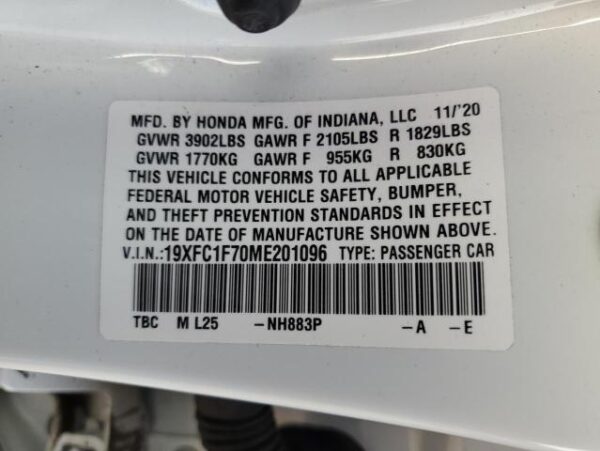 MFD. BY HONDA MFG. OF INDIANA, LLC 11/'20
GVWR 3902LBS GAWR F 2105LBS R 1829LBS
GVWR 1770KG GAWR F 955KG R 830KG
THIS VEHICLE CONFORMS TO ALL APPLICABLE
FEDERAL MOTOR VEHICLE SAFETY, BUMPER,
AND THEFT PREVENTION STANDARDS IN EFFECT
ON THE DATE OF MANUFACTURE SHOWN ABOVE.
V.I.N.:19XFC1F70ME201096 TYPE: PASSENGER CAR
TBC M L25 -NH883P -A -E